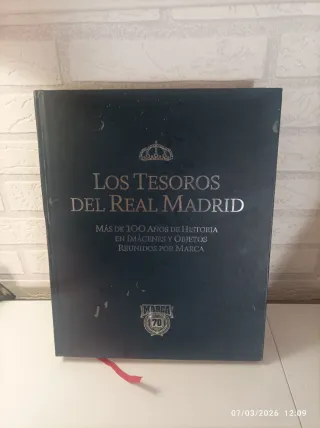 LOS TESOROS
DEL REAL MADRID
MÁS DE 100 AÑOS DE HISTORIA
EN IMÁGENES Y OBJETOS
REUNIDOS POR MARCA
MARCA
70
07/03/2026 12:09